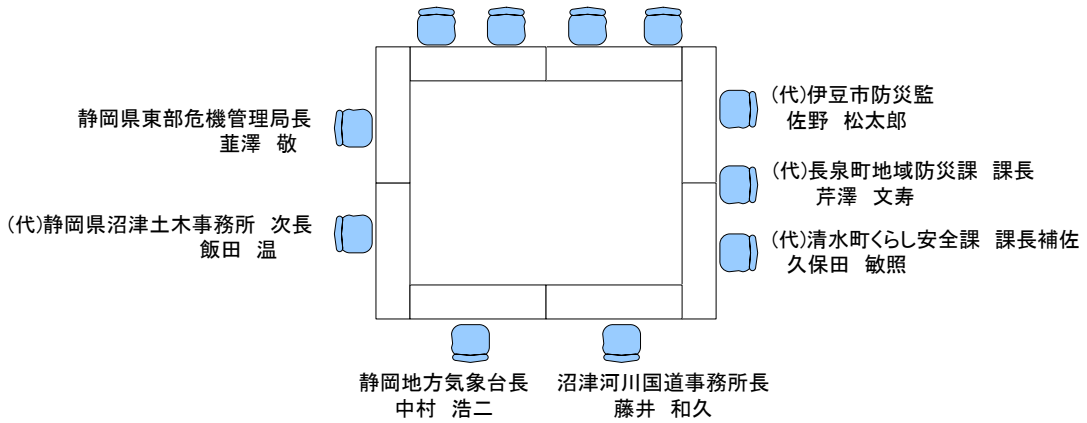 静岡県東部危機管理局長
韮澤 敬
(代)静岡県沼津土木事務所 次長
飯田 温
(代)伊豆市防災監
佐野 松太郎
(代)長泉町地域防災課 課長
芹澤 文寿
(代)清水町くらし安全課 課長補佐
久保田 敏照
静岡地方気象台長
中村 浩二
沼津河川国道事務所長
藤井 和久